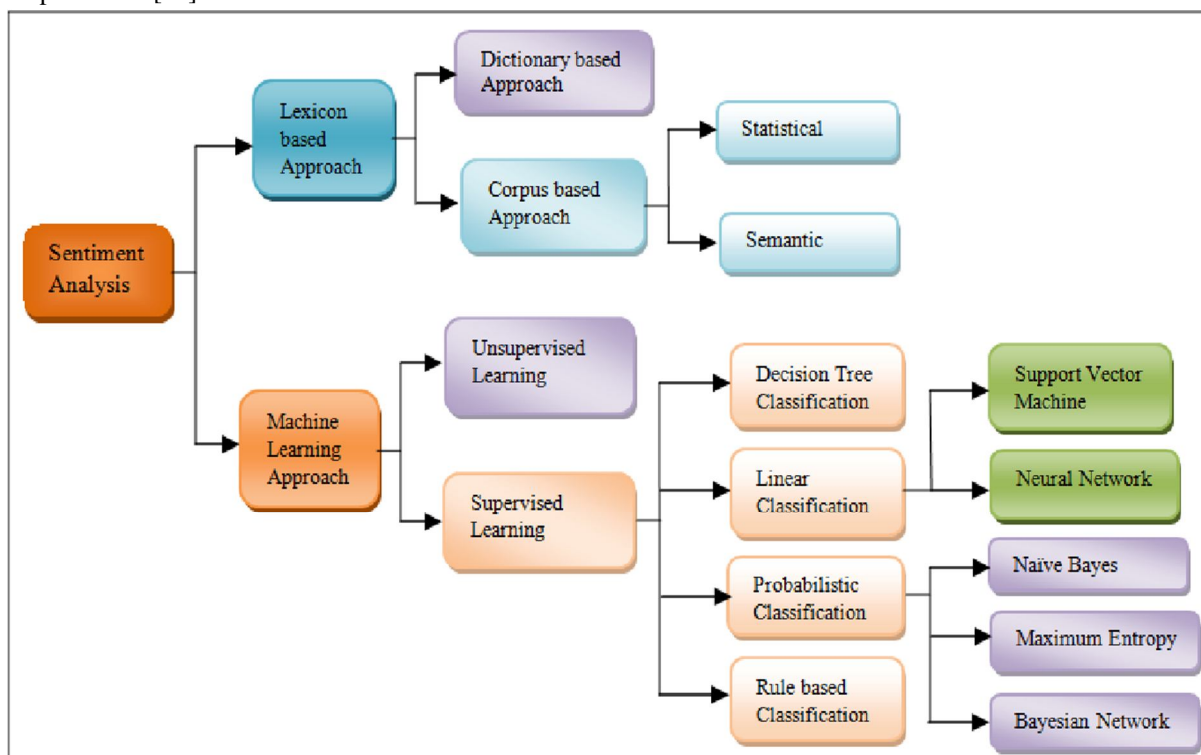 Dictionary based
Approach
Lexicon
based
Approach
Statistical
Corpus based
Approach
Semantic
Sentiment
Analysis
Unsupervised
Learning
Decision Tree
Classification
Support Vector
Machine
Machine
Learning
Approach
Linear
Classification
Neural Network
Supervised
Learning
Naïve Bayes
Probabilistic
Classification
Maximum Entropy
Rule based
Classification
Bayesian Network